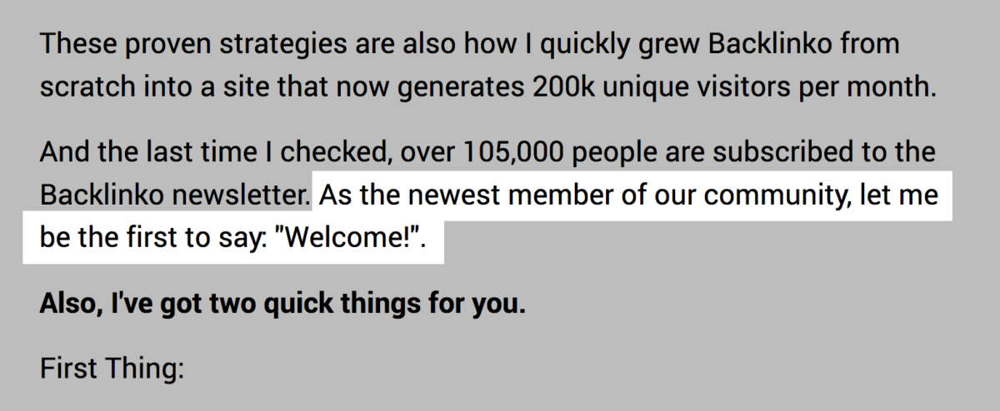 These proven strategies are also how I quickly grew Backlinko from
scratch into a site that now generates 200k unique visitors per month.
And the last time I checked, over 105,000 people are subscribed to the
Backlinko newsletter. As the newest member of our community, let me
be the first to say: "Welcome!".
Also, I've got two quick things for you.
First Thing: